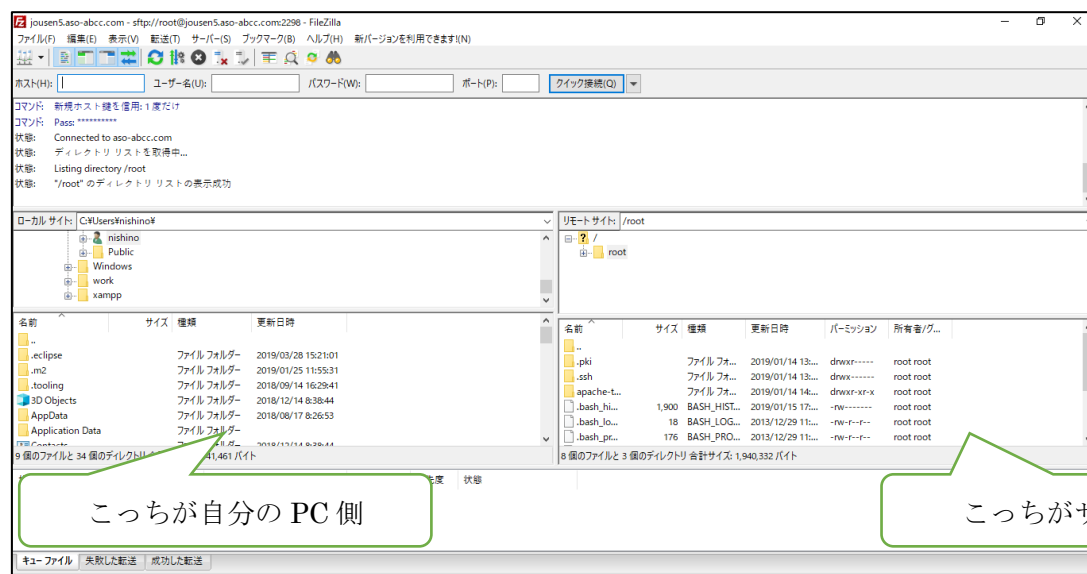 jousen5.aso-abcc.com - sftp://root@jousen5.aso-abcc.com:2298 - FileZilla
ファイル(F) 編集(E) 表示(V) 転送(T) サーバー(S) ブックマーク(B) ヘルプ(H) 新バージョンを利用できます!(N)
ホスト(H): ユーザー名(U): パスワード(W): ポート(P): クイック接続(Q)
コマンド: 新規ホスト鍵を信用: 1 度だけ
コマンド: Pass: **********
状態: Connected to aso-abcc.com
状態: ディレクトリ リストを取得中...
状態: Listing directory /root
状態: "/root" のディレクトリ リストの表示成功
ローカル サイト: C:¥Users¥nishino¥
nishino
Public
Windows
work
xampp
リモート サイト: /root
/
root
名前 サイズ 種類 更新日時
..
.eclipse ファイル フォルダー 2019/03/28 15:21:01
.m2 ファイル フォルダー 2019/01/25 11:55:31
.tooling ファイル フォルダー 2018/09/14 16:29:41
3D Objects ファイル フォルダー 2018/12/14 8:38:44
AppData ファイル フォルダー 2018/08/17 8:26:53
Application Data ファイル フォルダー
Contacts 2018/12/14 8:38:44
9 個のファイルと 34 個のディレクトリ 41,461 バイト
名前 サイズ 種類 更新日時 パーミッション 所有者/グ...
..
.pki ファイル フォ... 2019/01/14 13:... drwxr----- root root
.ssh ファイル フォ... 2019/01/14 13:... drwx------ root root
apache-t... ファイル フォ... 2019/01/14 14:... drwxr-xr-x root root
.bash_hi... 1,900 BASH_HIST... 2019/01/15 17:... -rw------- root root
.bash_lo... 18 BASH_LOG... 2013/12/29 11:... -rw-r--r-- root root
.bash_pr... 176 BASH_PRO... 2013/12/29 11:... -rw-r--r-- root root
8 個のファイルと 3 個のディレクトリ 合計サイズ: 1,940,332 バイト
先度 状態
こっちが自分の PC 側
こっちがサ
キュー ファイル 失敗した転送 成功した転送